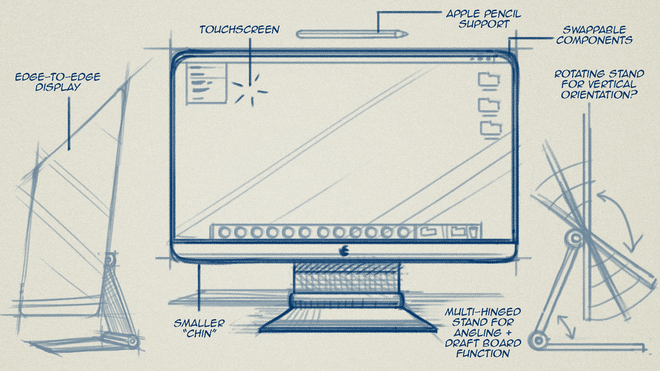 APPLE PENCIL
SUPPORT
TOUCHSCREEN
SWAPPABLE
COMPONENTS
EDGE-TO-EDGE
DISPLAY
ROTATING STAND
FOR VERTICAL
ORIENTATION?
SMALLER
"CHIN"
MULTI-HINGED
STAND FOR
ANGLING +
DRAFT BOARD
FUNCTION